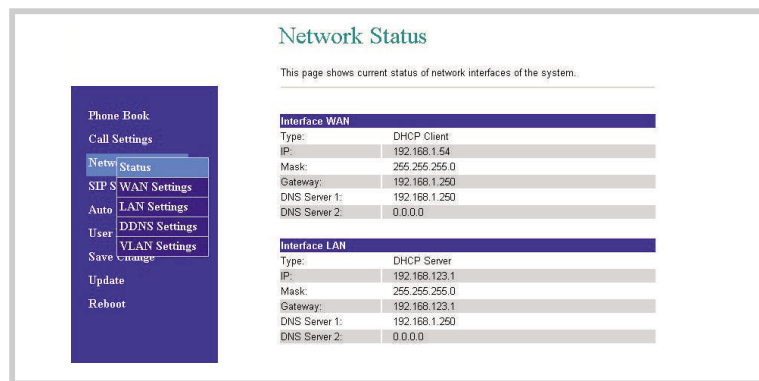 Network Status
This page shows current status of network interfaces of the system.
Phone Book
Call Settings
Netw
Status
SIP S
WAN Settings
Auto
LAN Settings
User
DDNS Settings
VLAN Settings
Save Change
Update
Reboot
Interface WAN
Type: DHCP Client
IP: 192.168.1.54
Mask: 255.255.255.0
Gateway: 192.168.1.250
DNS Server 1: 192.168.1.250
DNS Server 2: 0.0.0.0
Interface LAN
Type: DHCP Server
IP: 192.168.123.1
Mask: 255.255.255.0
Gateway: 192.168.123.1
DNS Server 1: 192.168.1.250
DNS Server 2: 0.0.0.0